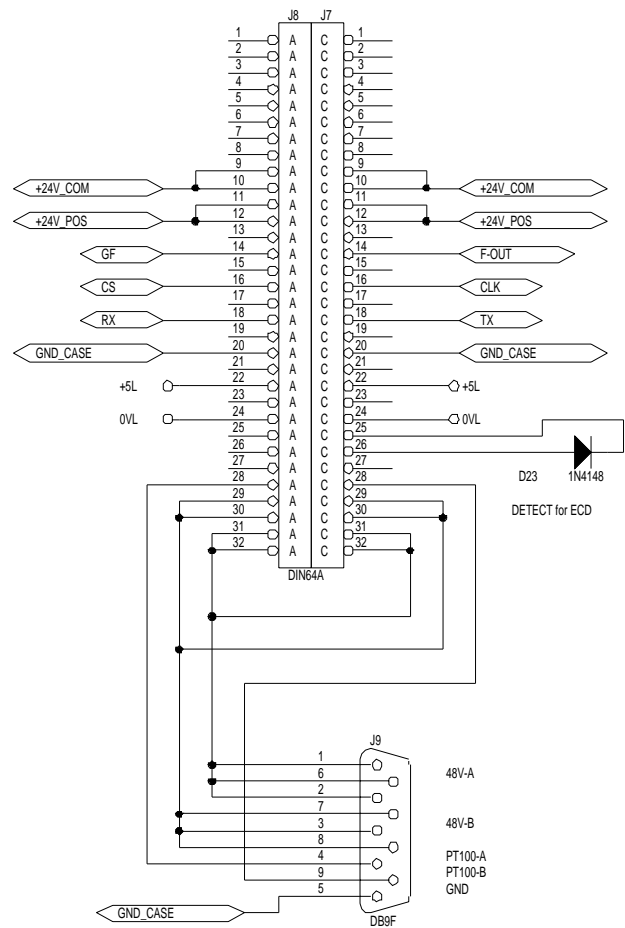 J8 J7
1 A C 1
2 A C 2
3 A C 3
4 A C 4
5 A C 5
6 A C 6
7 A C 7
8 A C 8
9 A C 9
+24V_COM 10 A C 10 +24V_COM
11 A C 11
+24V_POS 12 A C 12 +24V_POS
13 A C 13
GF 14 A C 14 F-OUT
15 A C 15
CS 16 A C 16 CLK
17 A C 17
RX 18 A C 18 TX
19 A C 19
GND_CASE 20 A C 20 GND_CASE
21 A C 21
+5L 22 A C 22 +5L
23 A C 23
0VL 24 A C 24 0VL
25 A C 25
26 A C 26
27 A C 27
D23 1N4148
28 A C 28
29 A C 29
DETECT for ECD
30 A C 30
31 A C 31
32 A C 32
DIN64A
J9
1
6 48V-A
2
7
3 48V-B
8
4 PT100-A
9 PT100-B
5 GND
GND_CASE
DB9F